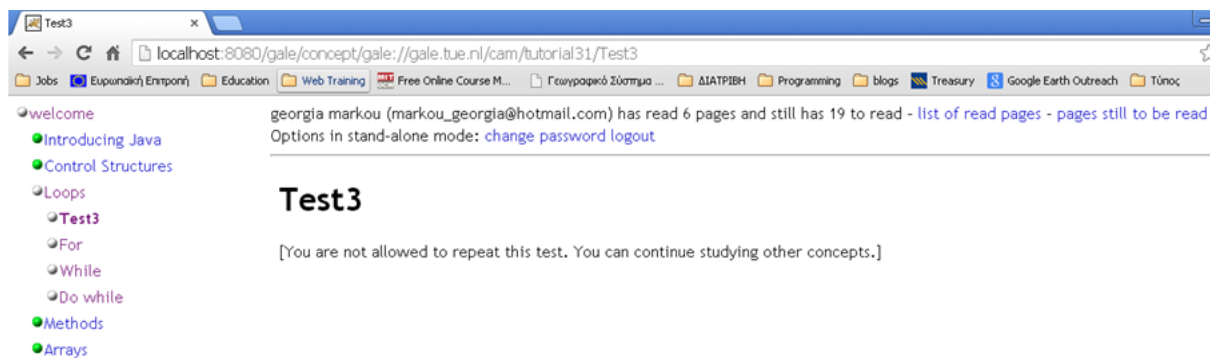 Test3
localhost:8080/gale/concept/gale://gale.tue.nl/cam/tutorial31/Test3
Jobs Ευρωπαϊκή Επιτροπή Education Web Training Free Online Course M... Γεωγραφικό Σύστημα ... ΔΙΑΤΡΙΒΗ Programming blogs Treasury Google Earth Outreach Τύπος
georgia markou (markou_georgia@hotmail.com) has read 6 pages and still has 19 to read - list of read pages - pages still to be read
Options in stand-alone mode: change password logout
welcome
Introducing Java
Control Structures
Loops
Test3
For
While
Do while
Methods
Arrays
Test3
[You are not allowed to repeat this test. You can continue studying other concepts.]